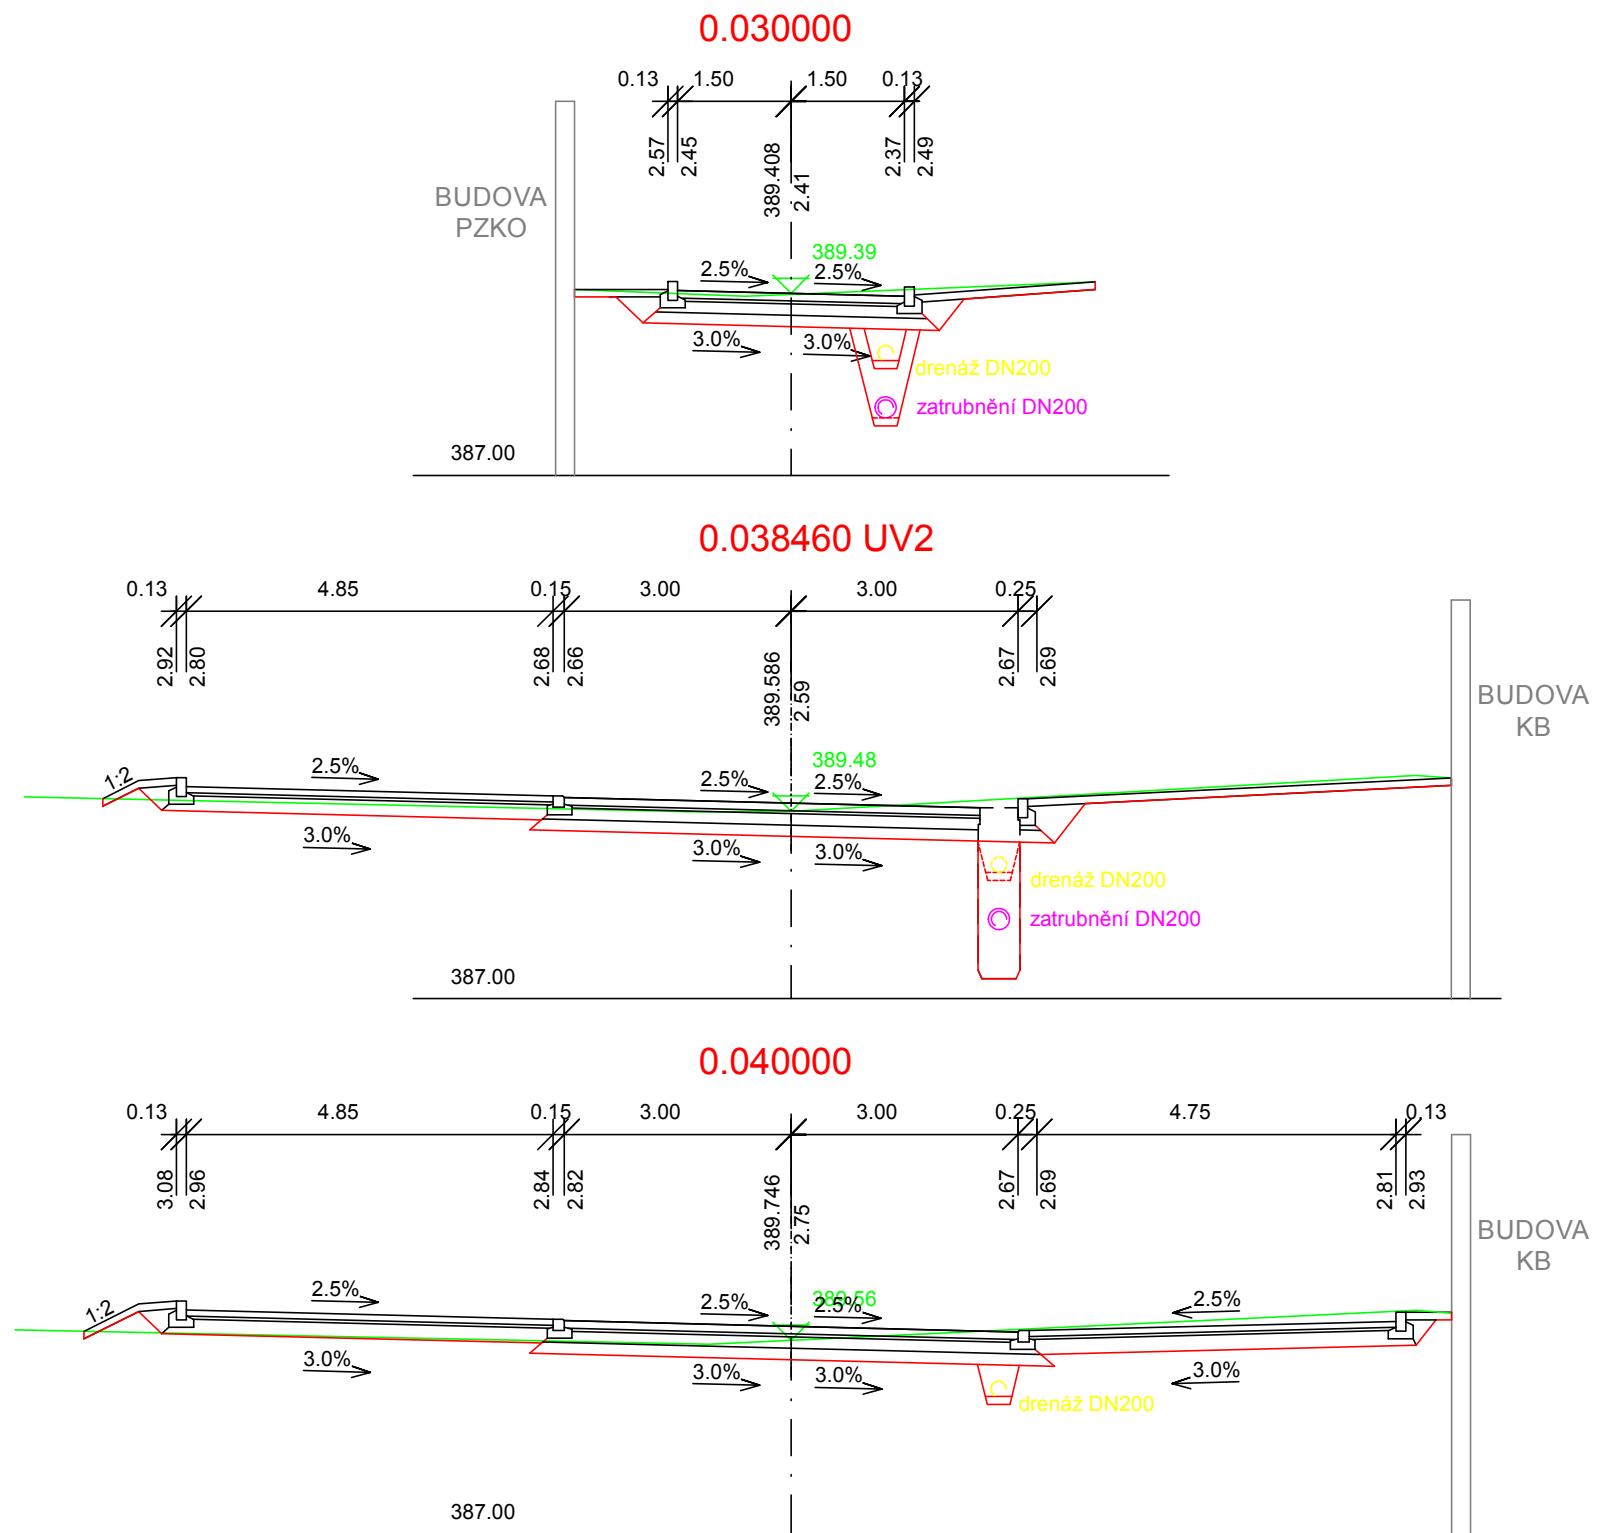 0.030000
0.13 1.50 1.50 0.13
2.57 2.45 389.408 2.41 2.37 2.49
BUDOVA
PZKO
389.39
2.5% 2.5%
3.0% 3.0%
drenáž DN200
zatrubnění DN200
387.00
0.038460 UV2
0.13 4.85 0.15 3.00 3.00 0.25
2.92 2.80 2.68 2.66 389.586 2.59 2.67 2.69
BUDOVA
KB
389.48
1:2 2.5% 2.5% 2.5%
3.0% 3.0% 3.0%
drenáž DN200
zatrubnění DN200
387.00
0.040000
0.13 4.85 0.15 3.00 3.00 0.25 4.75 0.13
3.08 2.96 2.84 2.82 389.746 2.75 2.67 2.69 2.81 2.93
BUDOVA
KB
389.56
1:2 2.5% 2.5% 2.5% 2.5%
3.0% 3.0% 3.0% 3.0%
drenáž DN200
387.00